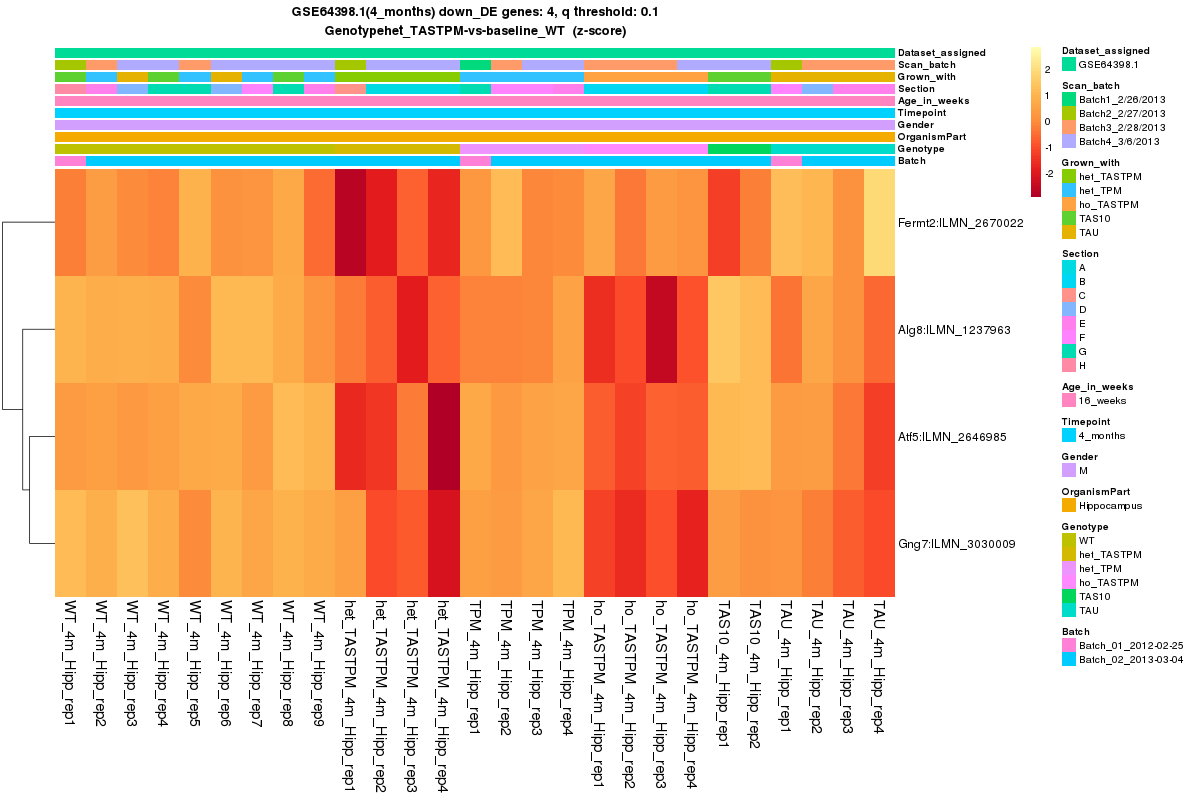 GSE64398.1(4_months) down_DE genes: 4, q threshold: 0.1
Genotypehet_TASTPM-vs-baseline_WT (z-score)
Dataset_assigned
Scan_batch
Grown_with
Section
Age_in_weeks
Timepoint
Gender
OrganismPart
Genotype
Batch
Fermt2:ILMN_2670022
Alg8:ILMN_1237963
Atf5:ILMN_2646985
Gng7:ILMN_3030009
WT_4m_Hipp_rep1
WT_4m_Hipp_rep2
WT_4m_Hipp_rep3
WT_4m_Hipp_rep4
WT_4m_Hipp_rep5
WT_4m_Hipp_rep6
WT_4m_Hipp_rep7
WT_4m_Hipp_rep8
WT_4m_Hipp_rep9
het_TASTPM_4m_Hipp_rep1
het_TASTPM_4m_Hipp_rep2
het_TASTPM_4m_Hipp_rep3
het_TASTPM_4m_Hipp_rep4
TPM_4m_Hipp_rep1
TPM_4m_Hipp_rep2
TPM_4m_Hipp_rep3
TPM_4m_Hipp_rep4
ho_TASTPM_4m_Hipp_rep1
ho_TASTPM_4m_Hipp_rep2
ho_TASTPM_4m_Hipp_rep3
ho_TASTPM_4m_Hipp_rep4
TAS10_4m_Hipp_rep1
TAS10_4m_Hipp_rep2
TAU_4m_Hipp_rep1
TAU_4m_Hipp_rep2
TAU_4m_Hipp_rep3
TAU_4m_Hipp_rep4
2
1
0
-1
-2
Dataset_assigned
GSE64398.1
Scan_batch
Batch1_2/26/2013
Batch2_2/27/2013
Batch3_2/28/2013
Batch4_3/6/2013
Grown_with
het_TASTPM
het_TPM
ho_TASTPM
TAS10
TAU
Section
A
B
C
D
E
F
G
H
Age_in_weeks
16_weeks
Timepoint
4_months
Gender
M
OrganismPart
Hippocampus
Genotype
WT
het_TASTPM
het_TPM
ho_TASTPM
TAS10
TAU
Batch
Batch_01_2012-02-25
Batch_02_2013-03-04